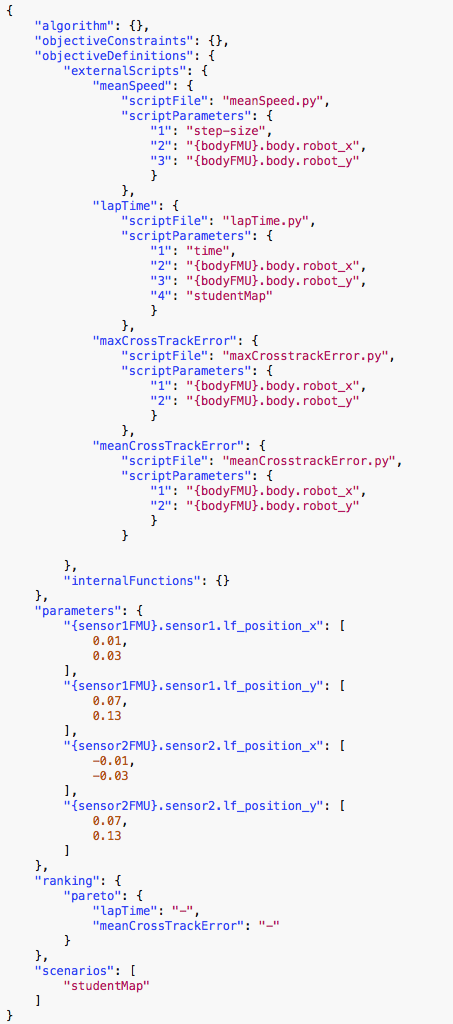 {
    "algorithm": {},
    "objectiveConstraints": {},
    "objectiveDefinitions": {
        "externalScripts": {
            "meanSpeed": {
                "scriptFile": "meanSpeed.py",
                "scriptParameters": {
                    "1": "step-size",
                    "2": "{bodyFMU}.body.robot_x",
                    "3": "{bodyFMU}.body.robot_y"
                    }
                },
            "lapTime": {
                "scriptFile": "lapTime.py",
                "scriptParameters": {
                    "1": "time",
                    "2": "{bodyFMU}.body.robot_x",
                    "3": "{bodyFMU}.body.robot_y",
                    "4": "studentMap"
                    }
                },
            "maxCrossTrackError": {
                "scriptFile": "maxCrosstrackError.py",
                "scriptParameters": {
                    "1": "{bodyFMU}.body.robot_x",
                    "2": "{bodyFMU}.body.robot_y"
                    }
                },
            "meanCrossTrackError": {
                "scriptFile": "meanCrosstrackError.py",
                "scriptParameters": {
                    "1": "{bodyFMU}.body.robot_x",
                    "2": "{bodyFMU}.body.robot_y"
                    }
                }

        },
        "internalFunctions": {}
    },
    "parameters": {
        "{sensor1FMU}.sensor1.lf_position_x": [
            0.01,
            0.03
        ],
        "{sensor1FMU}.sensor1.lf_position_y": [
            0.07,
            0.13
        ],
        "{sensor2FMU}.sensor2.lf_position_x": [
            -0.01,
            -0.03
        ],
        "{sensor2FMU}.sensor2.lf_position_y": [
            0.07,
            0.13
        ]
    },
    "ranking": {
        "pareto": {
            "lapTime": "-",
            "meanCrossTrackError": "-"
        }
    },
    "scenarios": [
        "studentMap"
    ]
}